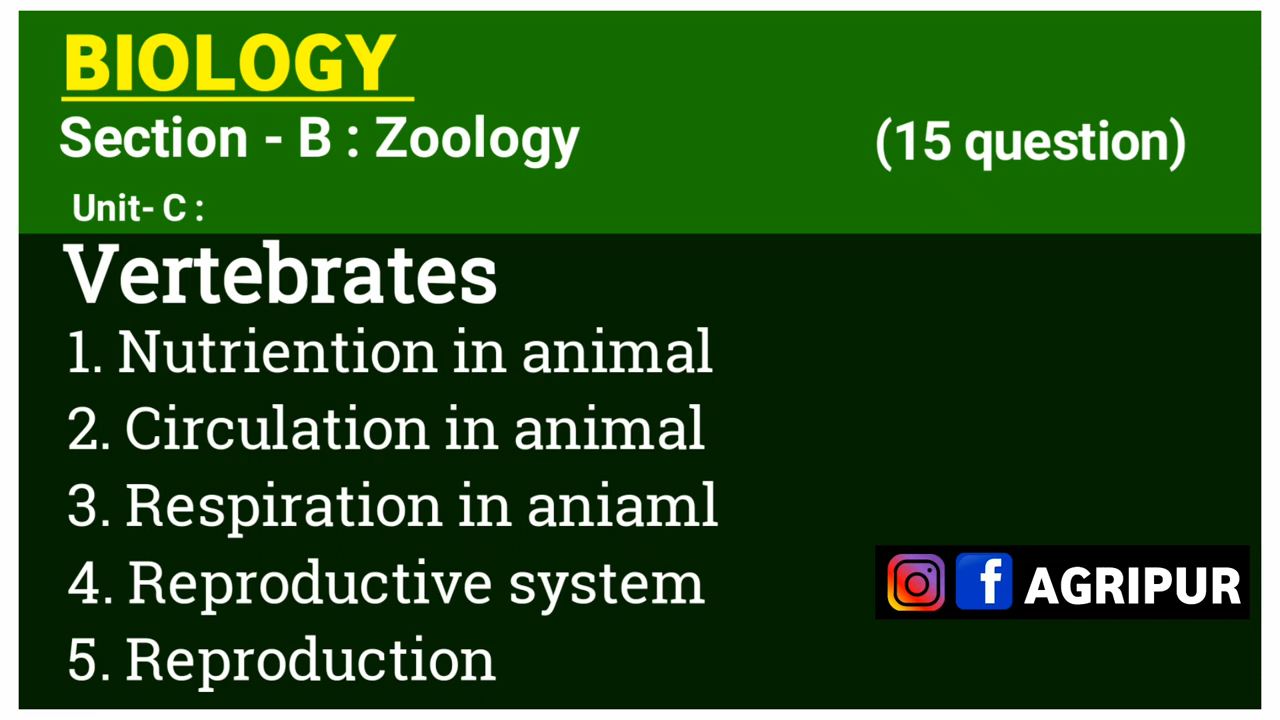 BIOLOGY
Section - B : Zoology (15 question)
Unit- C :
Vertebrates
1. Nutriention in animal
2. Circulation in animal
3. Respiration in aniaml
4. Reproductive system
5. Reproduction
AGRIPUR